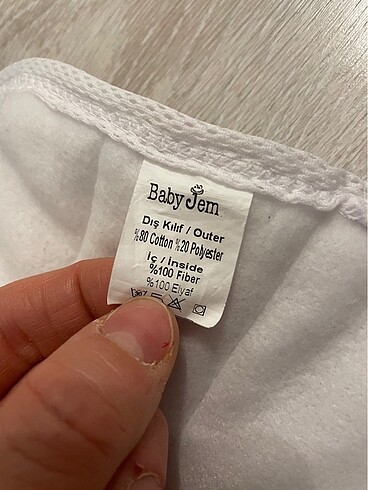 Baby Jem
Dış Kılıf / Outer
%80 Cotton %20 Polyester
İç / Inside
%100 Fiber
%100 Elyaf